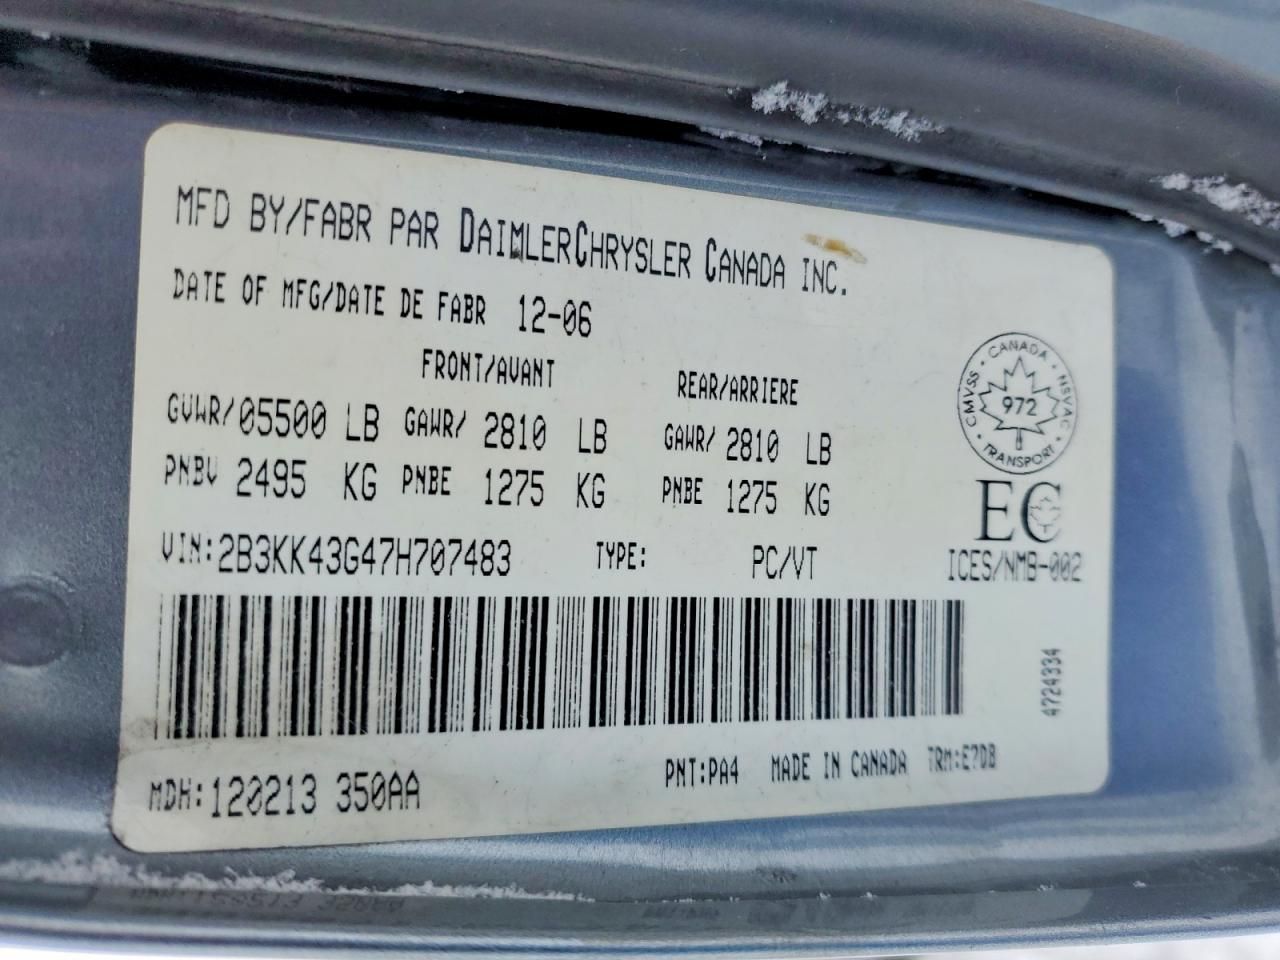 MFD BY/FABR PAR DAIMLERCHRYSLER CANADA INC.
DATE OF MFG/DATE DE FABR 12-06
FRONT/AVANT REAR/ARRIERE
GVWR/05500 LB GAWR/ 2810 LB GAWR/ 2810 LB
PNBV 2495 KG PNBE 1275 KG PNBE 1275 KG
VIN:2B3KK43G47H707483 TYPE: PC/VT
CANADA
CMVSS 972 NSVAC
TRANSPORT
EC
ICES/NMB-002
4724334
MDH:120213 350AA PNT:PA4 MADE IN CANADA TRM:E7DB